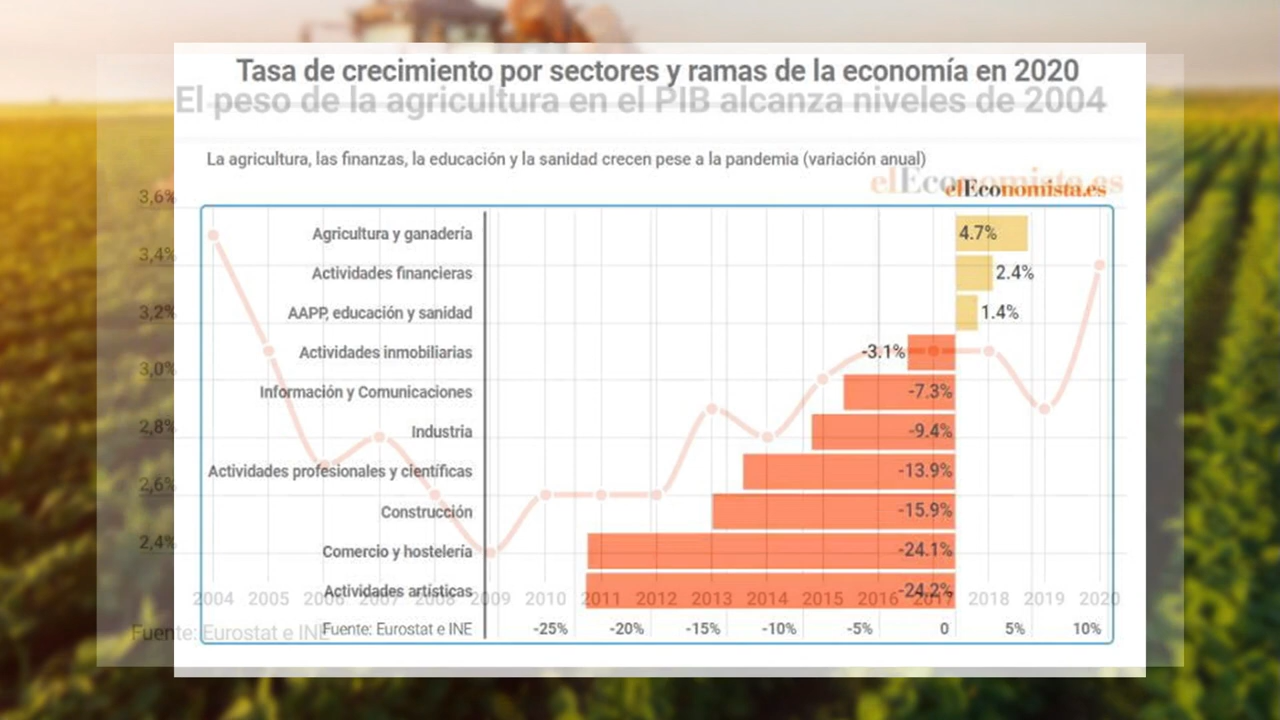 Tasa de crecimiento por sectores y ramas de la economía en 2020
El peso de la agricultura en el PIB alcanza niveles de 2004
La agricultura, las finanzas, la educación y la sanidad crecen pese a la pandemia (variación anual)
elEconomista.es
elEconomista.es
3,6%
3,4%
3,2%
3,0%
2,8%
2,6%
2,4%
Agricultura y ganadería 4.7%
Actividades financieras 2.4%
AAPP, educación y sanidad 1.4%
Actividades inmobiliarias -3.1%
Información y Comunicaciones -7.3%
Industria -9.4%
Actividades profesionales y científicas -13.9%
Construcción -15.9%
Comercio y hostelería -24.1%
Actividades artísticas -24.2%
2004 2005 2006 2007 2008 2009 2010 2011 2012 2013 2014 2015 2016 2017 2018 2019 2020
Fuente: Eurostat e INE
Fuente: Eurostat e INE -25% -20% -15% -10% -5% 0 5% 10%